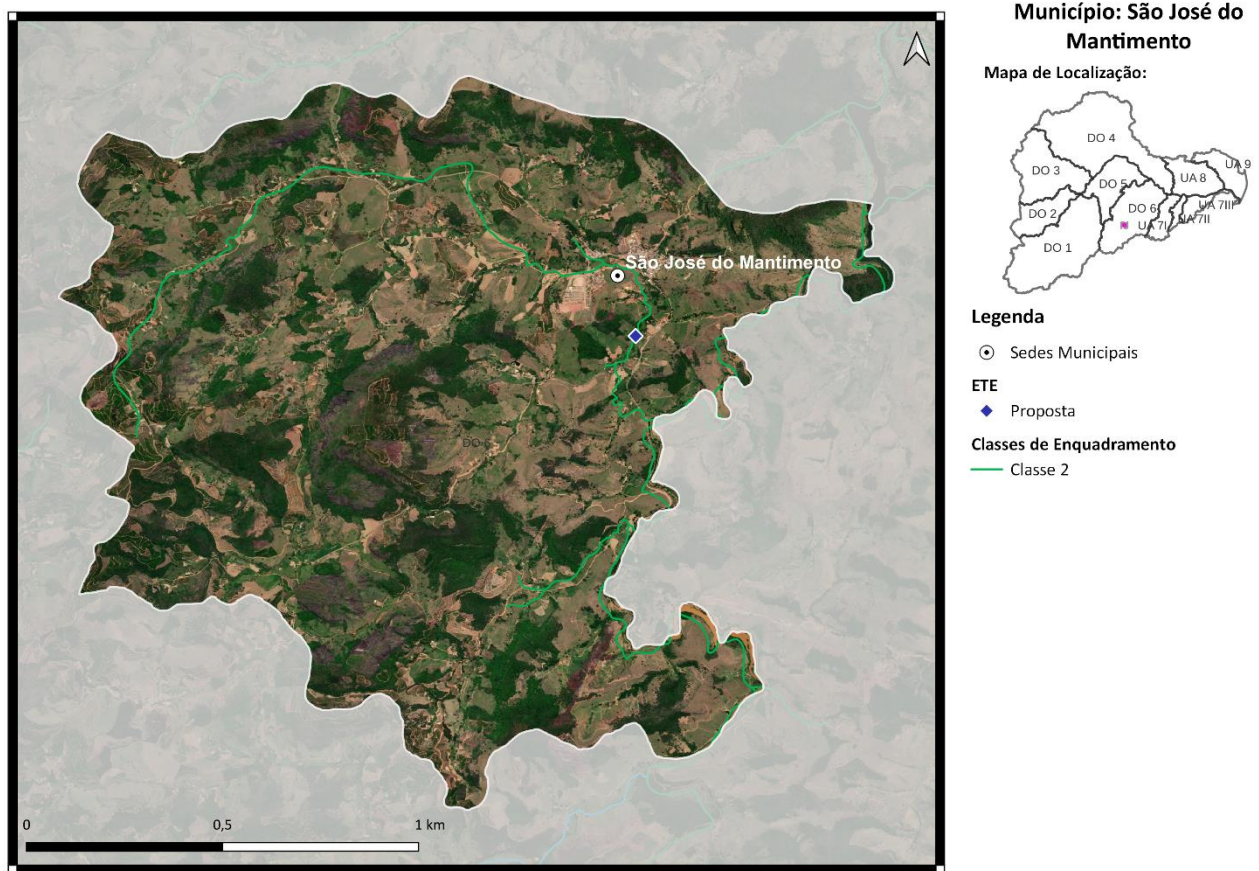 Município: São José do
Mantimento
Mapa de Localização:
DO 4
UA 9
DO 3
UA 8
DO 5
DO 2
DO 6
UA 7III
UA 7II
UA 7I
DO 1
Legenda
Sedes Municipais
ETE
Proposta
Classes de Enquadramento
Classe 2
São José do Mantimento
DO 6
0
0,5
1 km